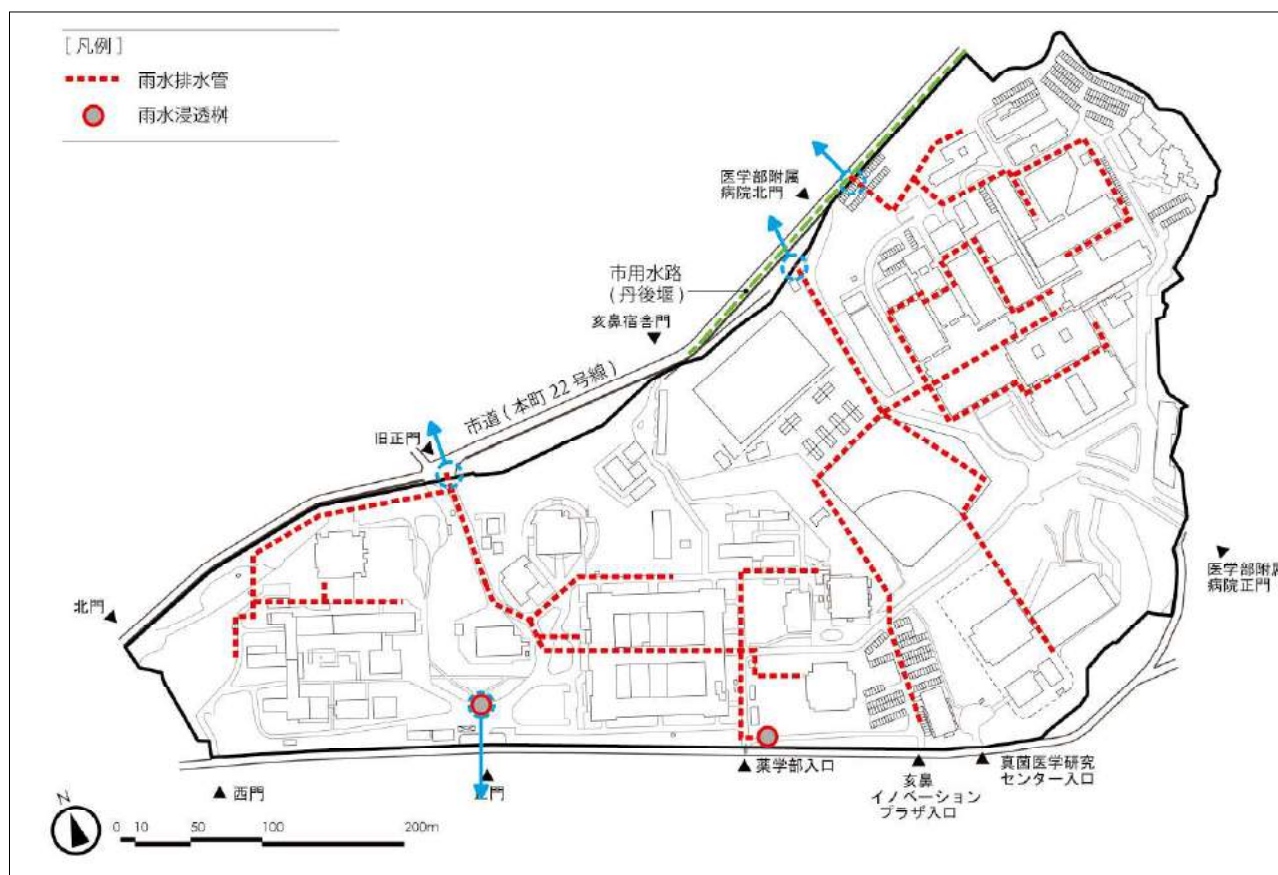 [ 凡例 ]
雨水排水管
雨水浸透桝
医学部附属
病院北門
市用水路
( 丹後堰 )
亥鼻宿舎門
市道 ( 本町 22 号線 )
旧正門
北門
医学部附属
病院正門
西門
正門
薬学部入口
亥鼻
イノベーション
プラザ入口
真菌医学研究
センター入口
N
0 10 50 100 200m